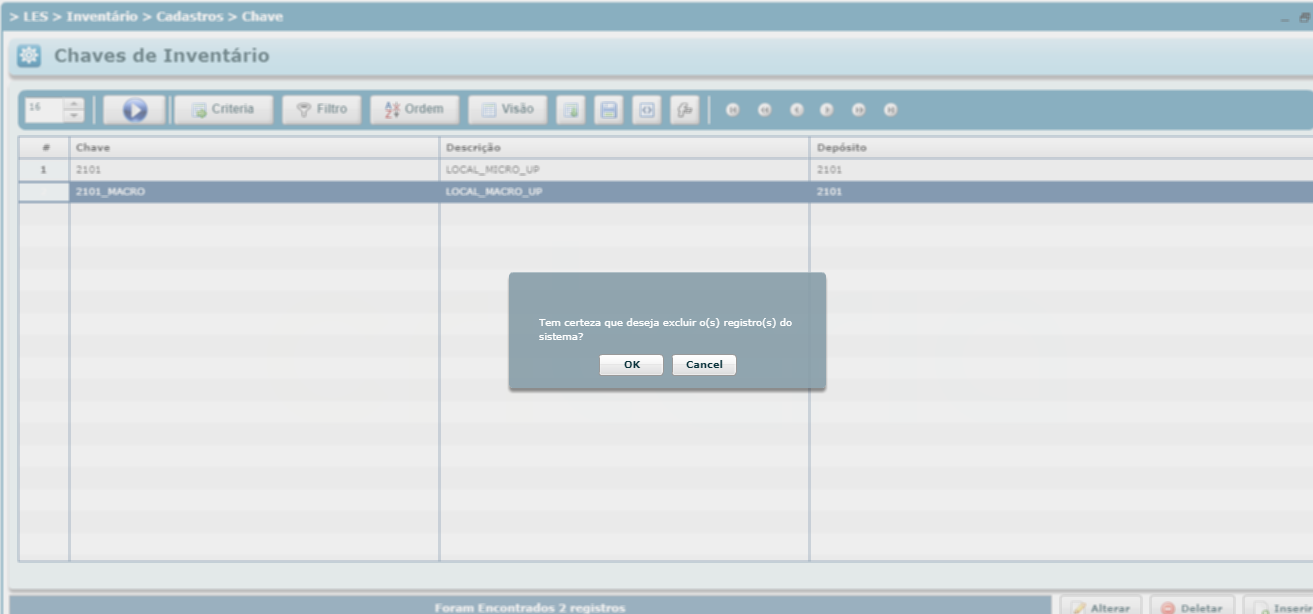 > LES > Inventário > Cadastros > Chave
Chaves de Inventário
16 Criteria Filtro Ordem Visão
# Chave Descrição Depósito
1 2101 LOCAL_MICRO_UP 2101
2101_MACRO LOCAL_MACRO_UP 2101
Tem certeza que deseja excluir o(s) registro(s) do
sistema?
OK Cancel
Foram Encontrados 2 registros Alterar Deletar Inserir